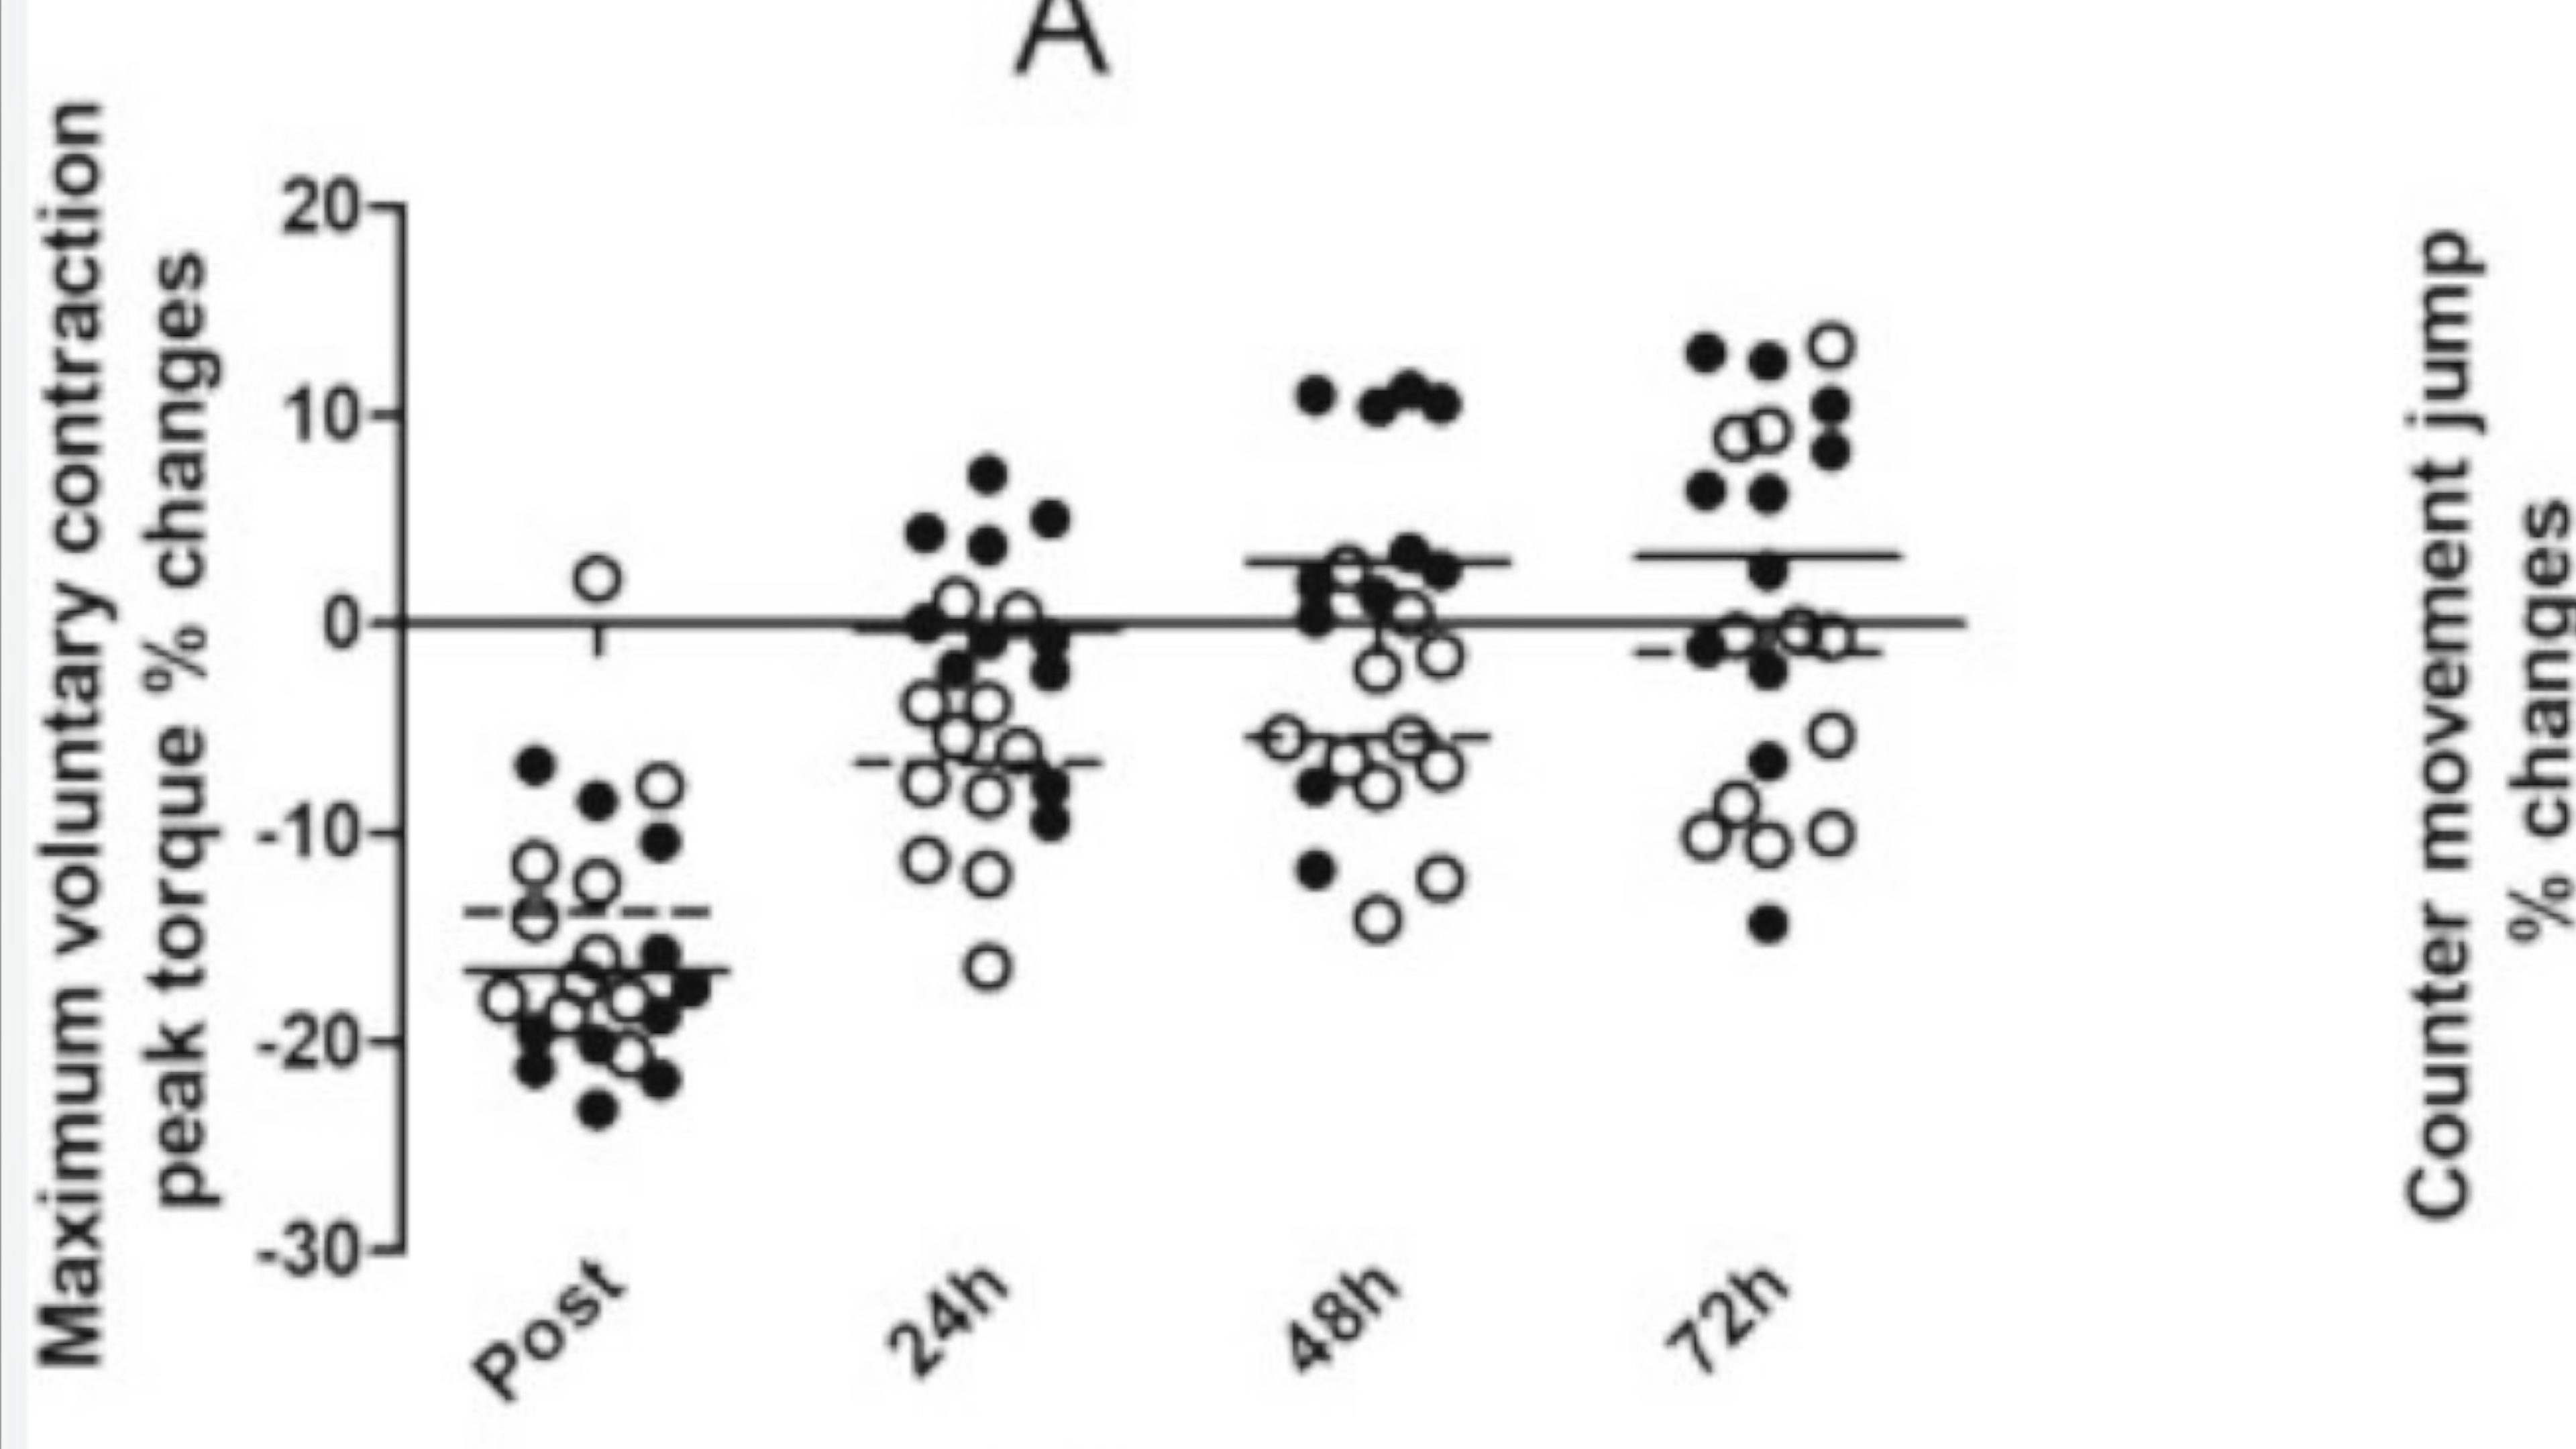 A
Maximum voluntary contraction
peak torque % changes
20
10
0
-10
-20
-30
Post
24h
48h
72h
Counter movement jump
% changes